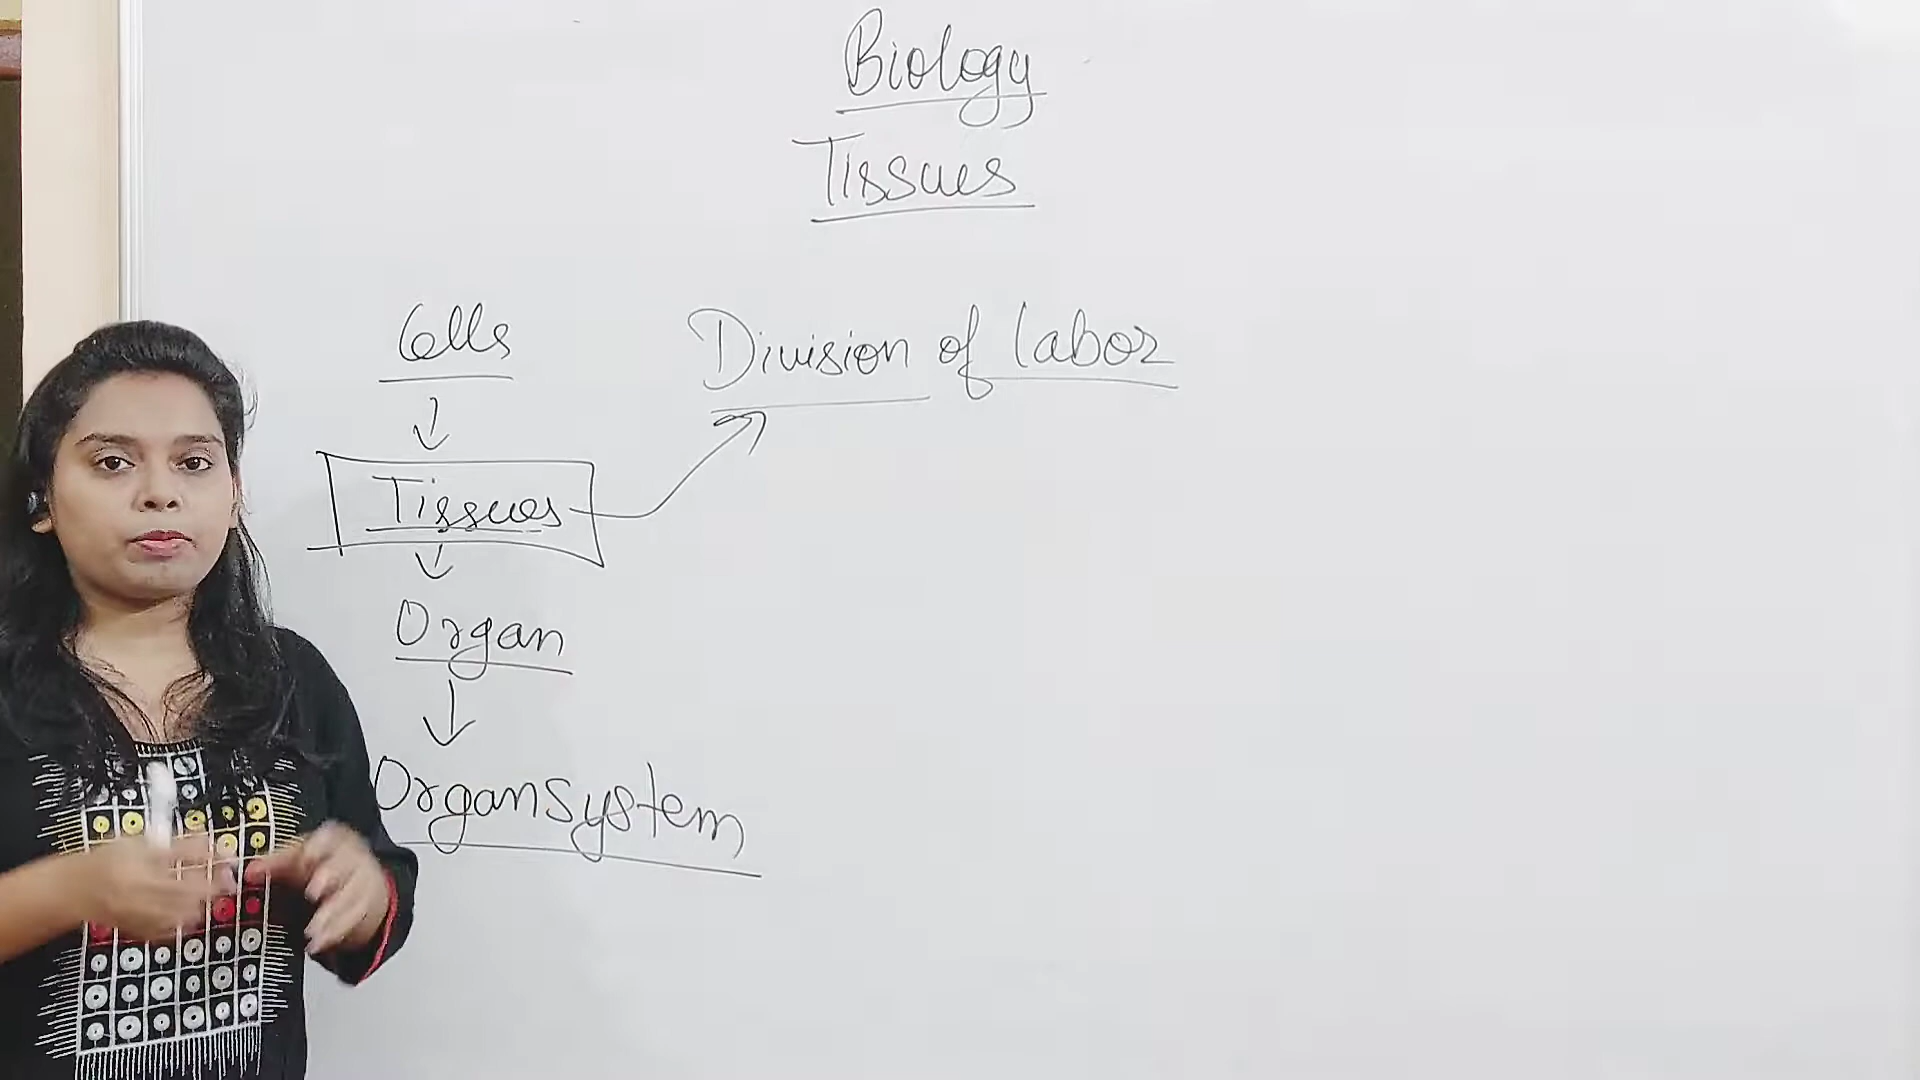 Biology
Tissues
Cells
Division of labor
Tissues
Organ
Organsystem